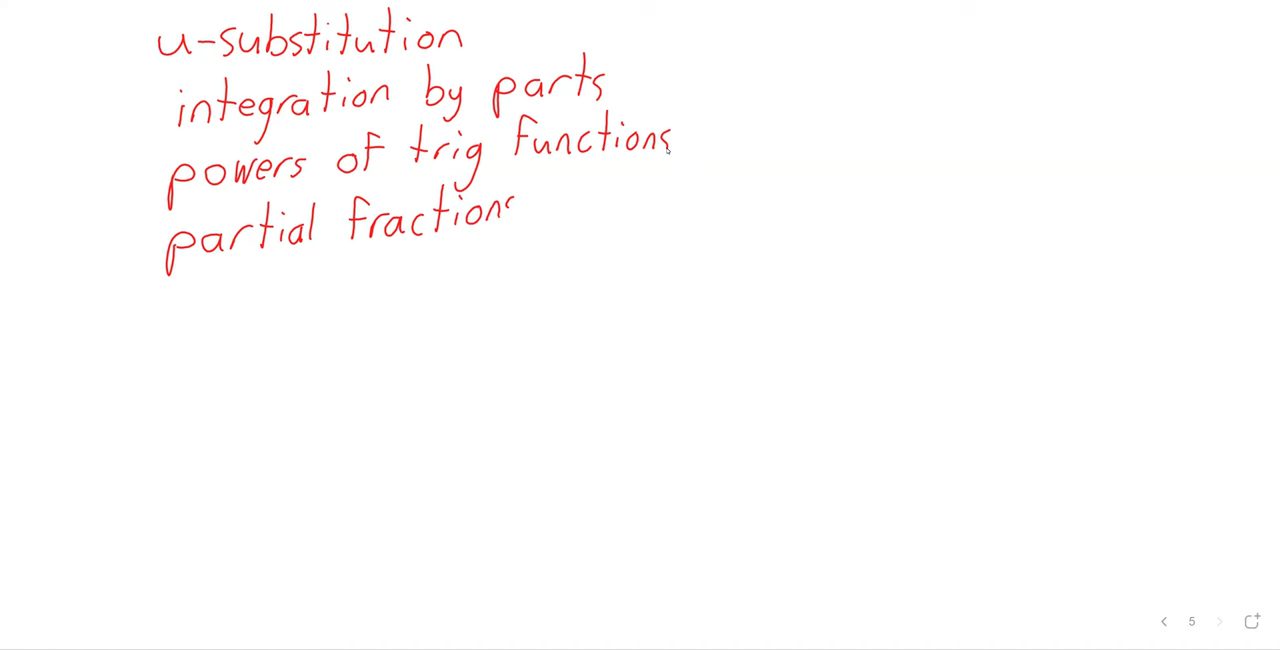 u-substitution
integration by parts
powers of trig functions
partial fractions
5